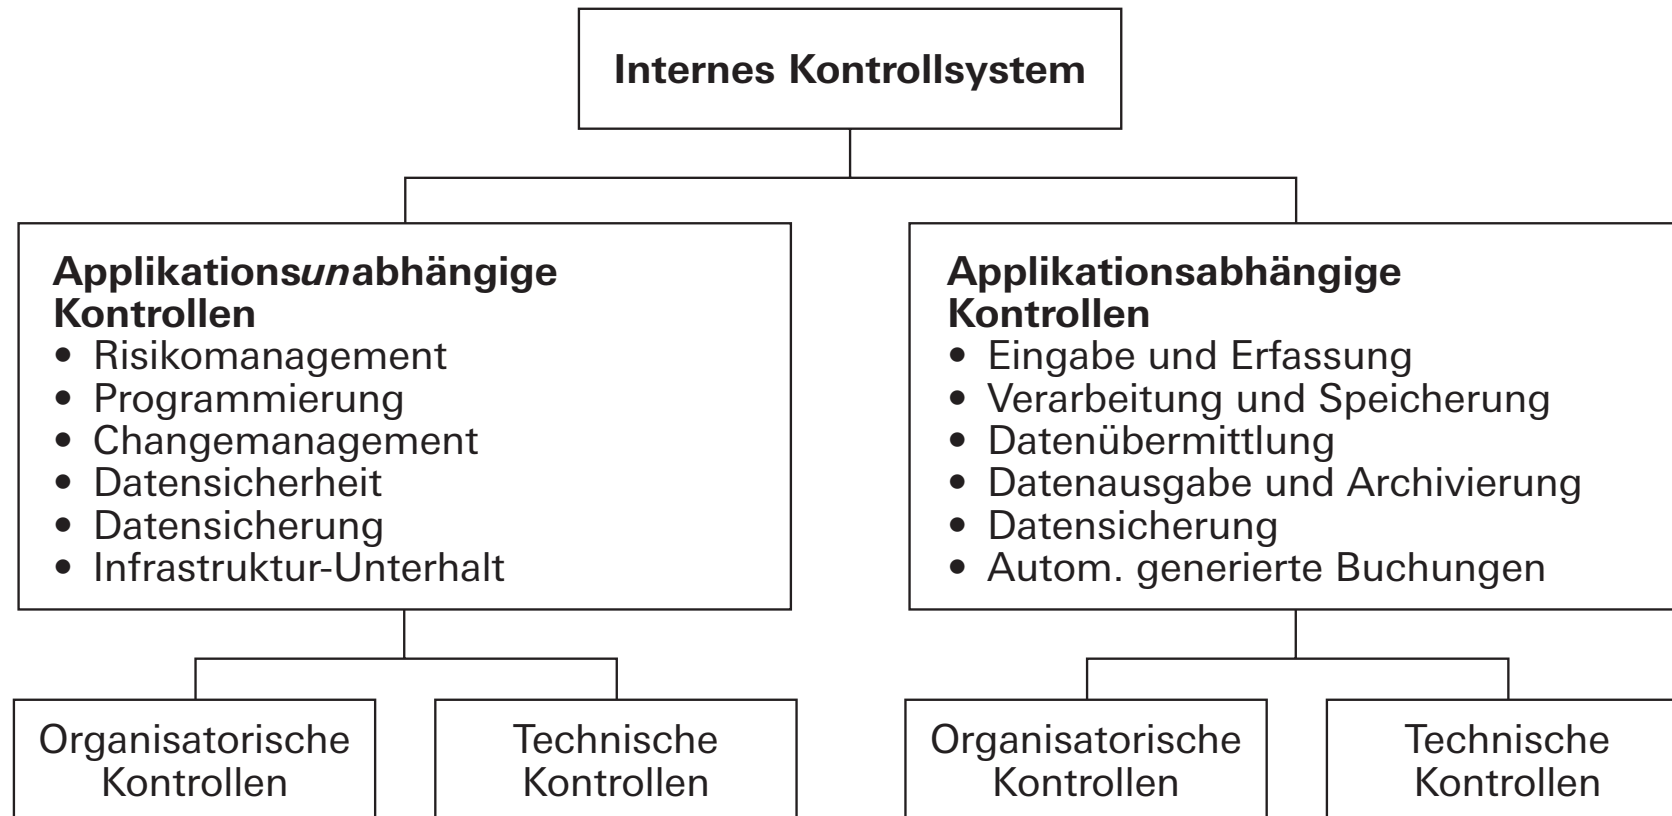 Internes Kontrollsystem
Applikationsunabhängige
Kontrollen
• Risikomanagement
• Programmierung
• Changemanagement
• Datensicherheit
• Datensicherung
• Infrastruktur-Unterhalt
Applikationsabhängige
Kontrollen
• Eingabe und Erfassung
• Verarbeitung und Speicherung
• Datenübermittlung
• Datenausgabe und Archivierung
• Datensicherung
• Autom. generierte Buchungen
Organisatorische
Kontrollen
Technische
Kontrollen
Organisatorische
Kontrollen
Technische
Kontrollen